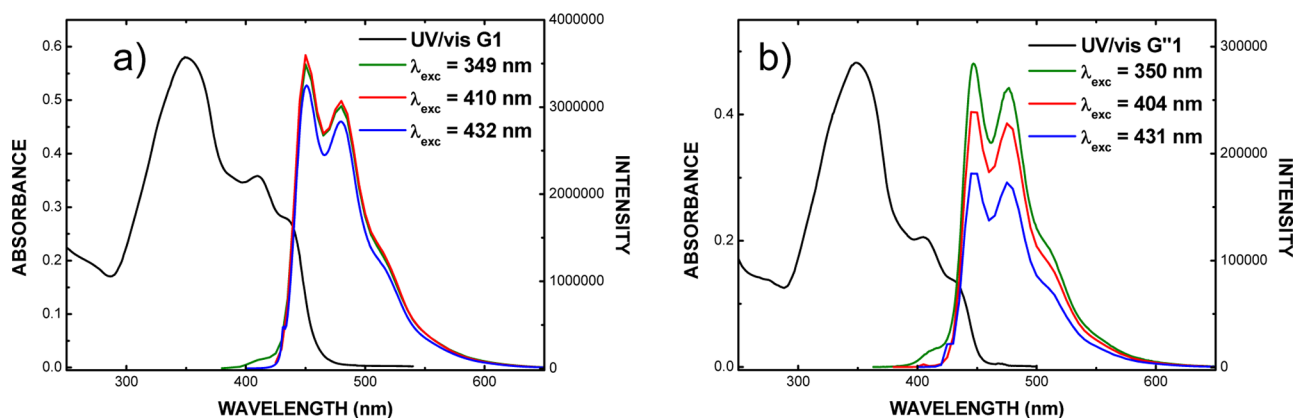 a)
UV/vis G1
λexc = 349 nm
λexc = 410 nm
λexc = 432 nm
ABSORBANCE
0.6
0.5
0.4
0.3
0.2
0.1
0.0
4000000
3000000
2000000
1000000
0
INTENSITY
300
400
500
600
WAVELENGTH (nm)
b)
UV/vis G"1
λexc = 350 nm
λexc = 404 nm
λexc = 431 nm
ABSORBANCE
0.4
0.2
0.0
300000
200000
100000
0
INTENSITY
300
400
500
600
WAVELENGTH (nm)